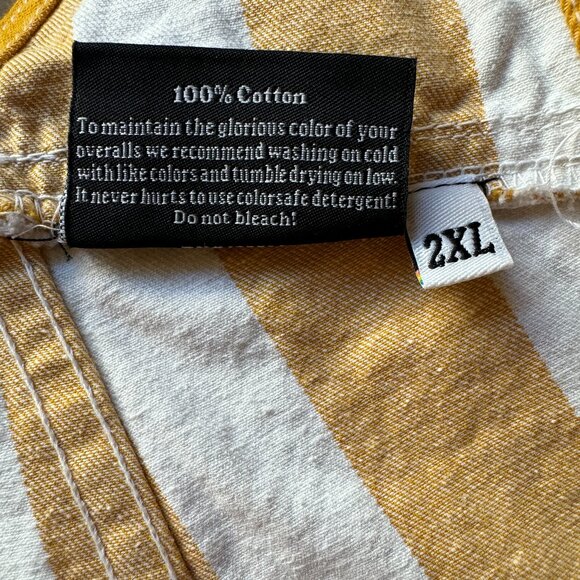 100% Cotton
To maintain the glorious color of your
overalls we recommend washing on cold
with like colors and tumble drying on low.
It never hurts to use colorsafe detergent!
Do not bleach!
2XL